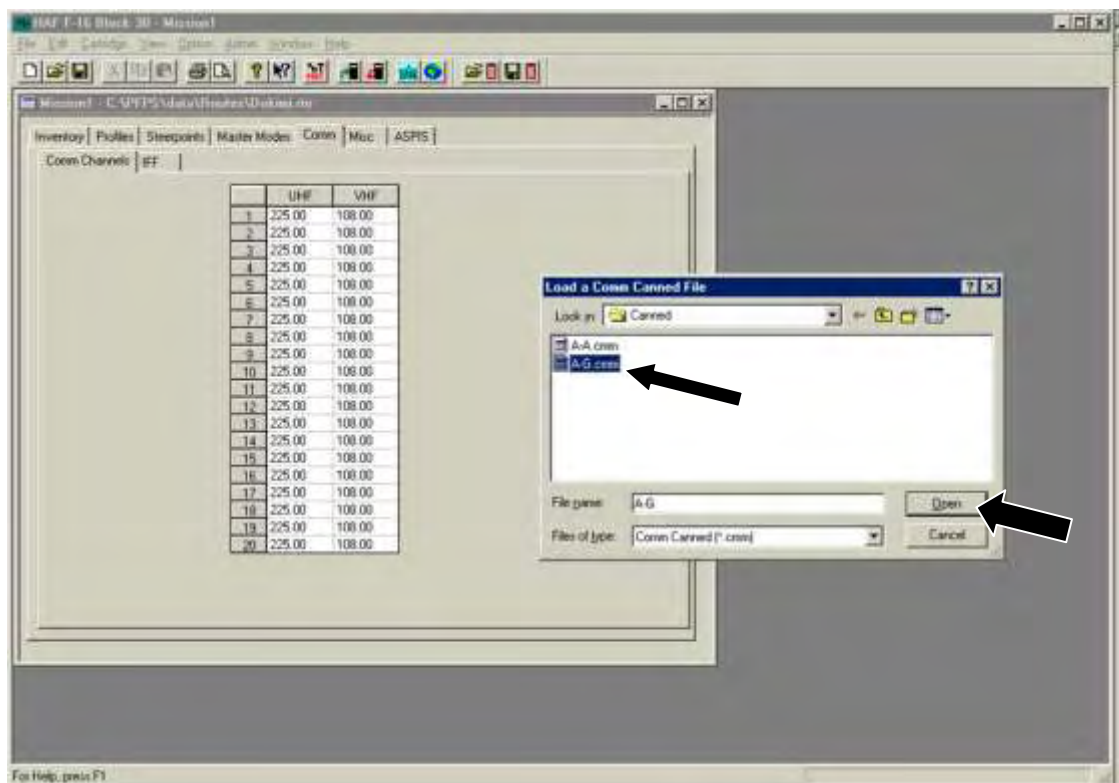 HAF F-16 Block 30 - Mission1
File Edit Cartridge View Option Admin Window Help
Mission1 - C:\PFPS\data\Routes\Dokimi.rte
Inventory Profiles Steerpoints Master Modes Comm Misc ASPIS
Comm Channels IFF
UHF VHF
1 225.00 108.00
2 225.00 108.00
3 225.00 108.00
4 225.00 108.00
5 225.00 108.00
6 225.00 108.00
7 225.00 108.00
8 225.00 108.00
9 225.00 108.00
10 225.00 108.00
11 225.00 108.00
12 225.00 108.00
13 225.00 108.00
14 225.00 108.00
15 225.00 108.00
16 225.00 108.00
17 225.00 108.00
18 225.00 108.00
19 225.00 108.00
20 225.00 108.00
Load a Comm Canned File
Look in: Canned
A-A.cmm
A-G.cmm
File name: A-G Open
Files of type: Comm Canned (*.cmm) Cancel
For Help, press F1